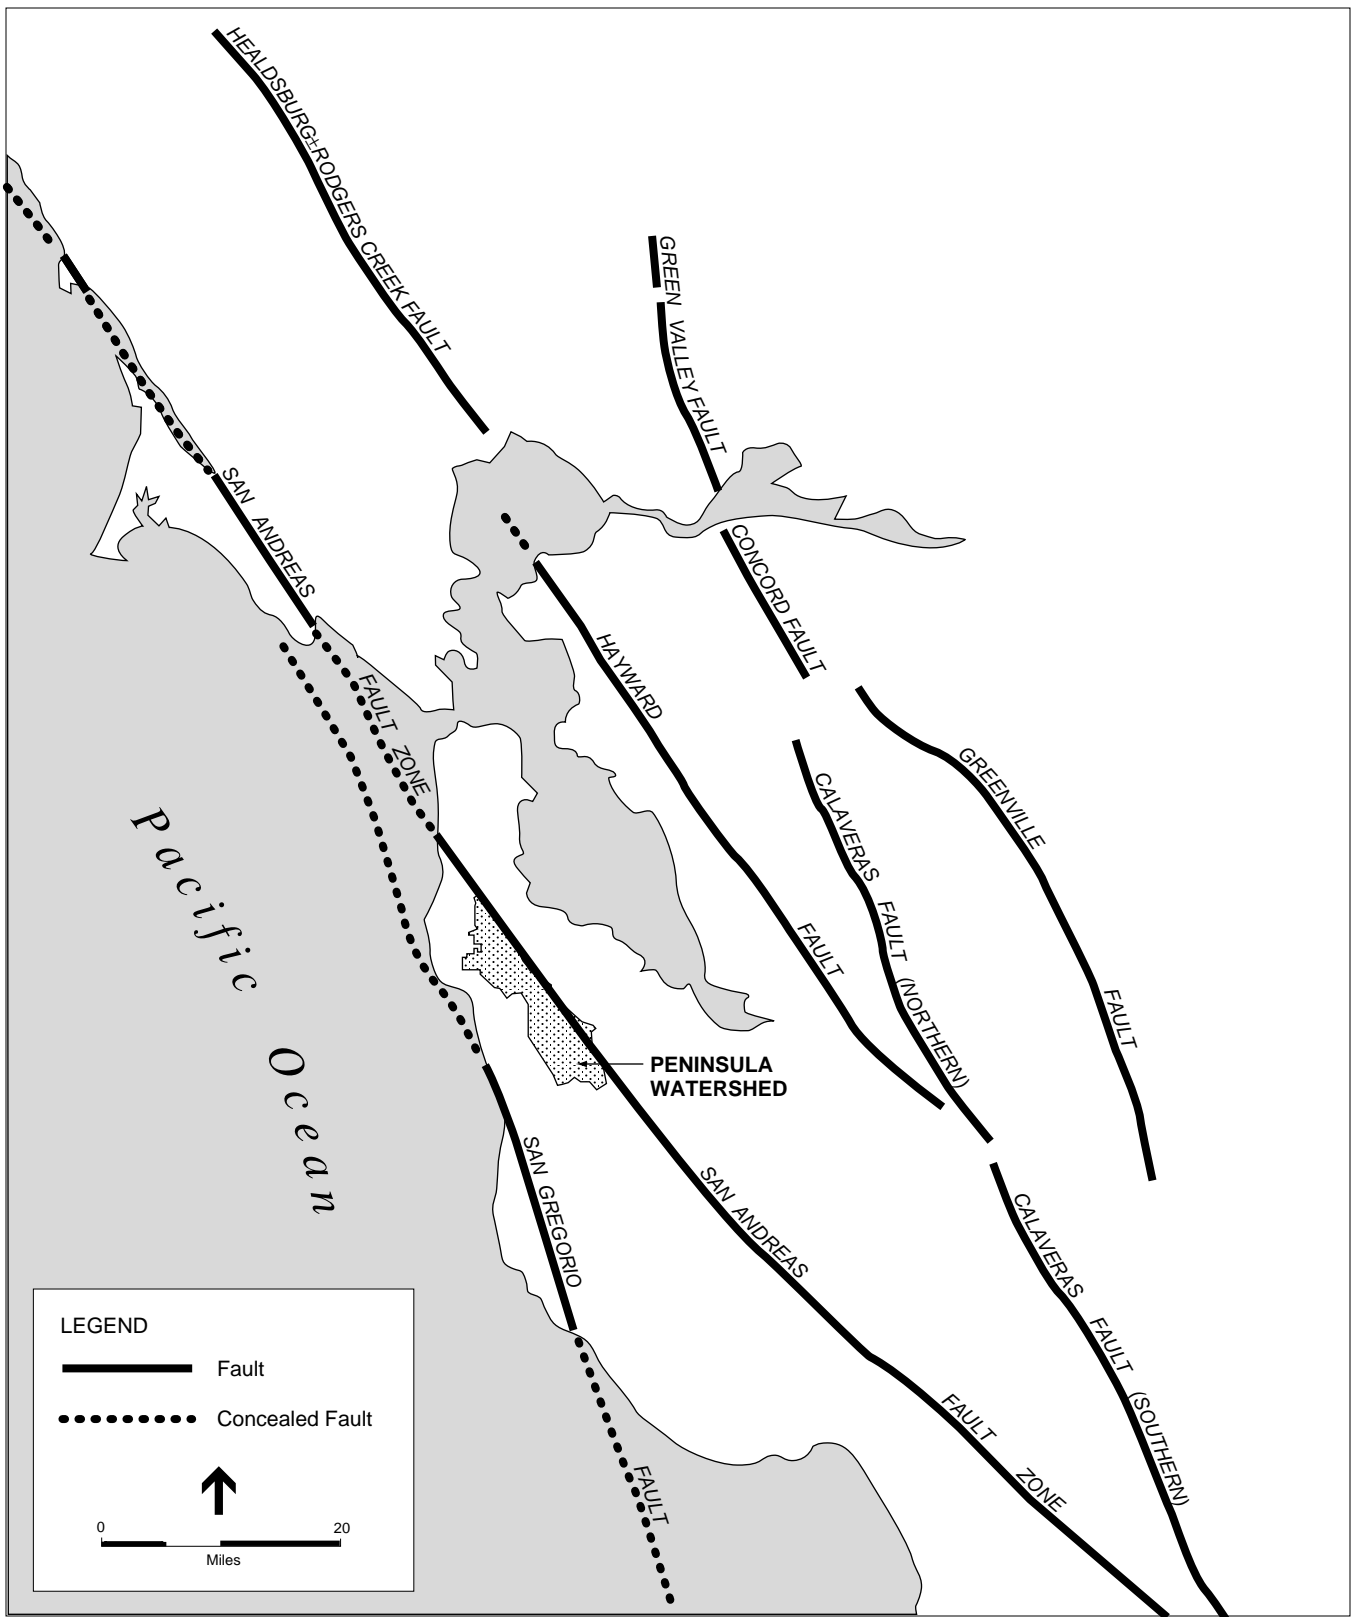 HEALDSBURG±RODGERS CREEK FAULT
GREEN VALLEY FAULT
SAN ANDREAS
FAULT ZONE
CONCORD FAULT
HAYWARD
FAULT
GREENVILLE
FAULT
CALAVERAS FAULT (NORTHERN)
Pacific Ocean
PENINSULA
WATERSHED
SAN GREGORIO
FAULT
SAN ANDREAS
FAULT
ZONE
CALAVERAS FAULT (SOUTHERN)
LEGEND
Fault
Concealed Fault
0 20
Miles